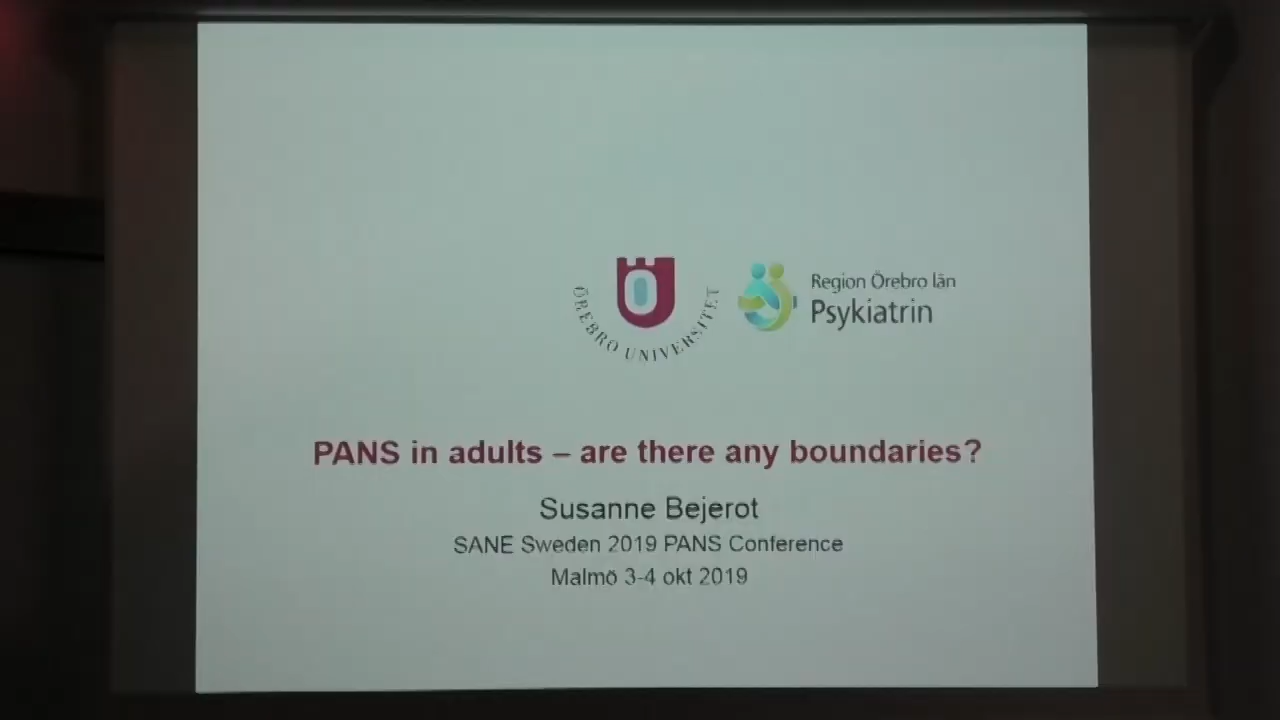 ÖREBRO UNIVERSITET
Region Örebro län
Psykiatrin
PANS in adults – are there any boundaries?
Susanne Bejerot
SANE Sweden 2019 PANS Conference
Malmö 3-4 okt 2019